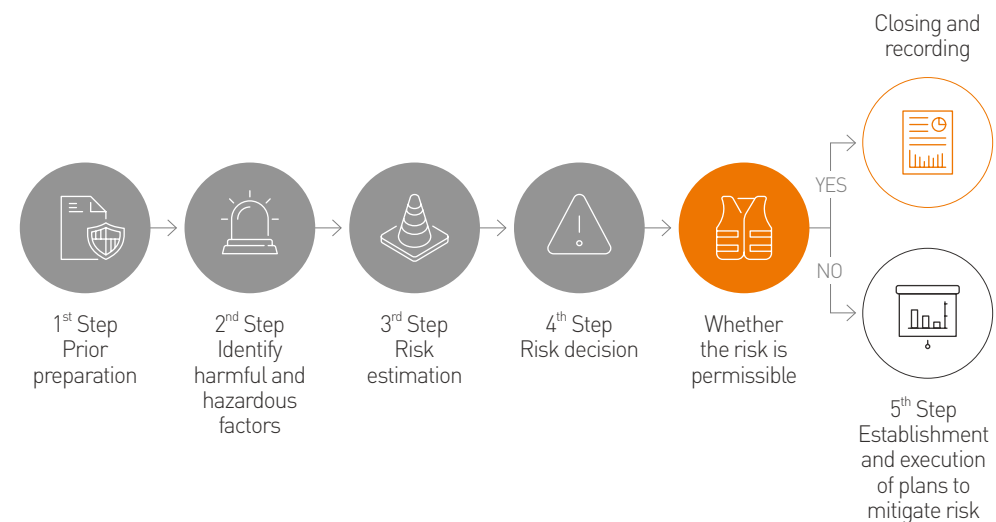 1st Step
Prior
preparation
2nd Step
Identify
harmful and
hazardous
factors
3rd Step
Risk
estimation
4th Step
Risk decision
Whether
the risk is
permissible
YES
NO
Closing and
recording
5th Step
Establishment
and execution
of plans to
mitigate risk